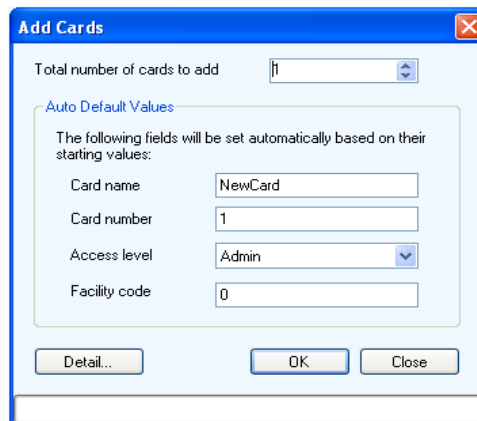 Add Cards
Total number of cards to add 1
Auto Default Values
The following fields will be set automatically based on their
starting values:
Card name NewCard
Card number 1
Access level Admin
Facility code 0
Detail... OK Close